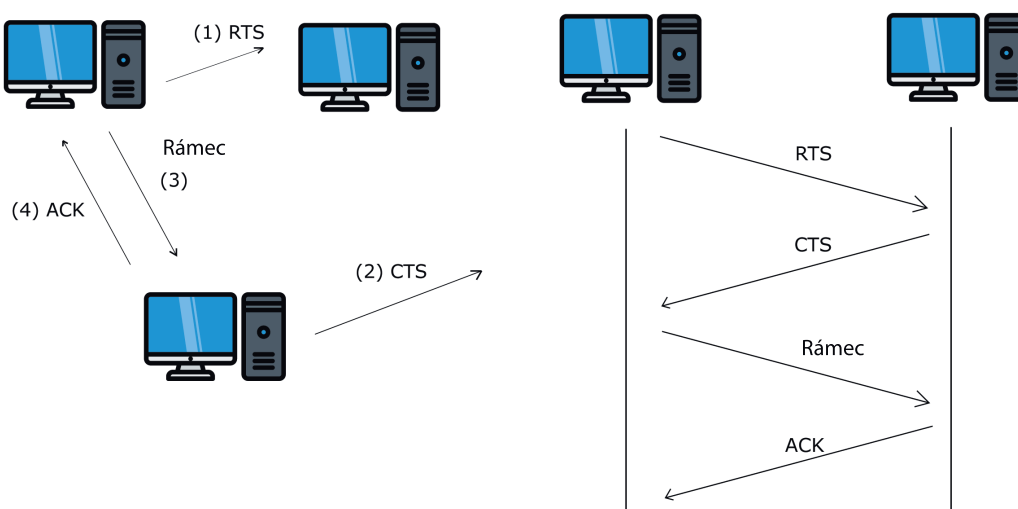 (1) RTS
Rámec
(3)
(4) ACK
(2) CTS
RTS
CTS
Rámec
ACK